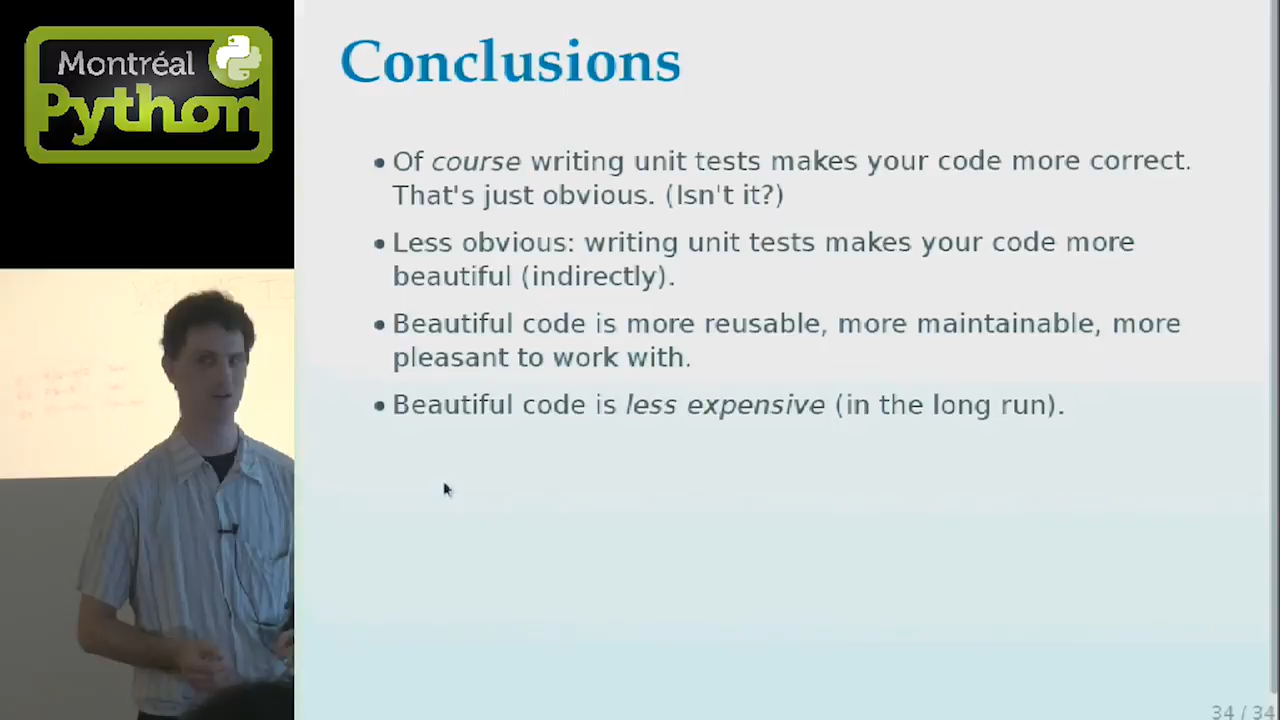 Montréal
Python
Conclusions
• Of course writing unit tests makes your code more correct.
That's just obvious. (Isn't it?)
• Less obvious: writing unit tests makes your code more
beautiful (indirectly).
• Beautiful code is more reusable, more maintainable, more
pleasant to work with.
• Beautiful code is less expensive (in the long run).
34 / 34